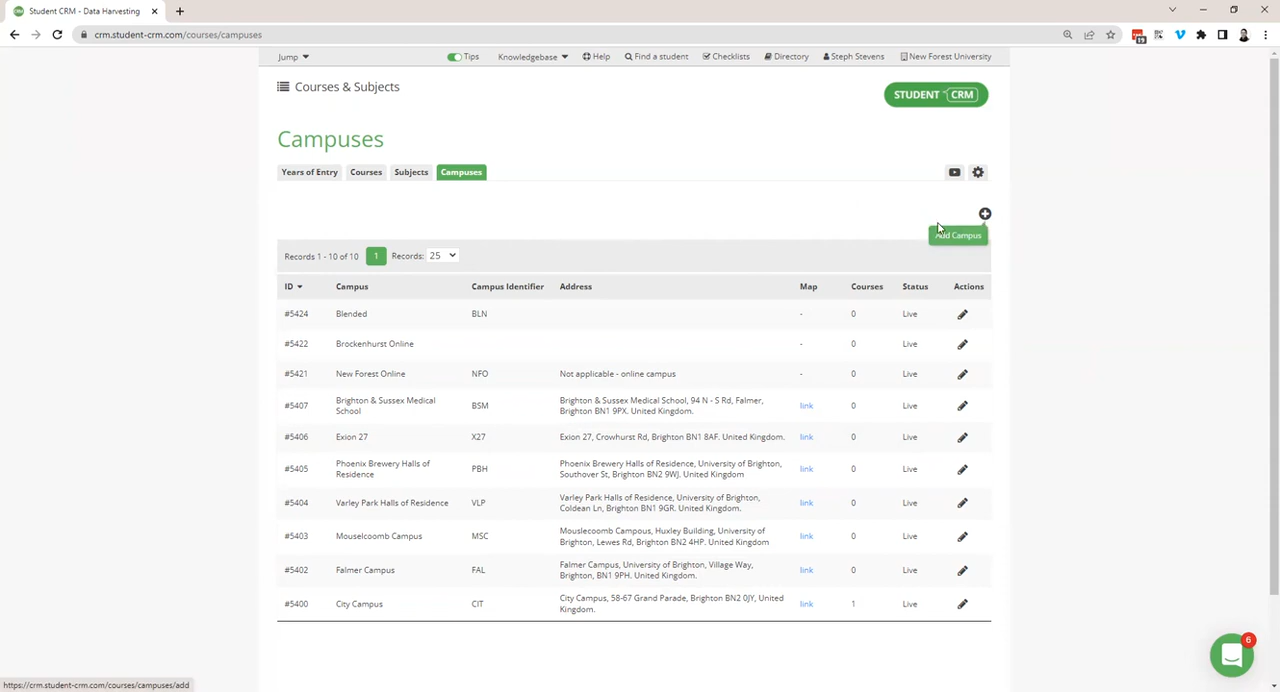 Student CRM - Data Harvesting
crm.student-crm.com/courses/campuses
19
Jump
Tips
Knowledgebase
Help
Find a student
Checklists
Directory
Steph Stevens
New Forest University
Courses & Subjects
STUDENT CRM
Campuses
Years of Entry
Courses
Subjects
Campuses
Add Campus
Records 1 - 10 of 10
1
Records: 25
ID Campus Campus Identifier Address Map Courses Status Actions
#5424 Blended BLN - 0 Live
#5422 Brockenhurst Online - 0 Live
#5421 New Forest Online NFO Not applicable - online campus - 0 Live
#5407 Brighton & Sussex Medical School BSM Brighton & Sussex Medical School, 94 N - S Rd, Falmer, Brighton BN1 9PX. United Kingdom. link 0 Live
#5406 Exion 27 X27 Exion 27, Crowhurst Rd, Brighton BN1 8AF. United Kingdom. link 0 Live
#5405 Phoenix Brewery Halls of Residence PBH Phoenix Brewery Halls of Residence, University of Brighton, Southover St, Brighton BN2 9WJ. United Kingdom link 0 Live
#5404 Varley Park Halls of Residence VLP Varley Park Halls of Residence, University of Brighton, Coldean Ln, Brighton BN1 9GR. United Kingdom. link 0 Live
#5403 Mouselcoomb Campus MSC Mouslecoomb Campous, Huxley Building, University of Brighton, Lewes Rd, Brighton BN2 4HP. United Kingdom link 0 Live
#5402 Falmer Campus FAL Falmer Campus, University of Brighton, Village Way, Brighton, BN1 9PH. United Kingdom. link 0 Live
#5400 City Campus CIT City Campus, 58-67 Grand Parade, Brighton BN2 0JY, United Kingdom. link 1 Live
6
https://crm.student-crm.com/courses/campuses/add